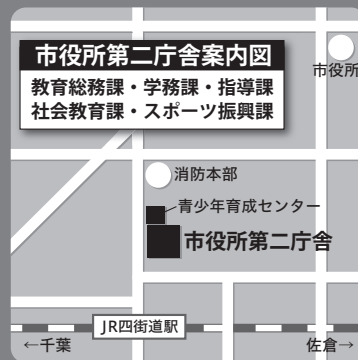 市役所第二庁舎案内図
教育総務課・学務課・指導課
社会教育課・スポーツ振興課
市役所
消防本部
青少年育成センター
市役所第二庁舎
JR四街道駅
←千葉
佐倉→